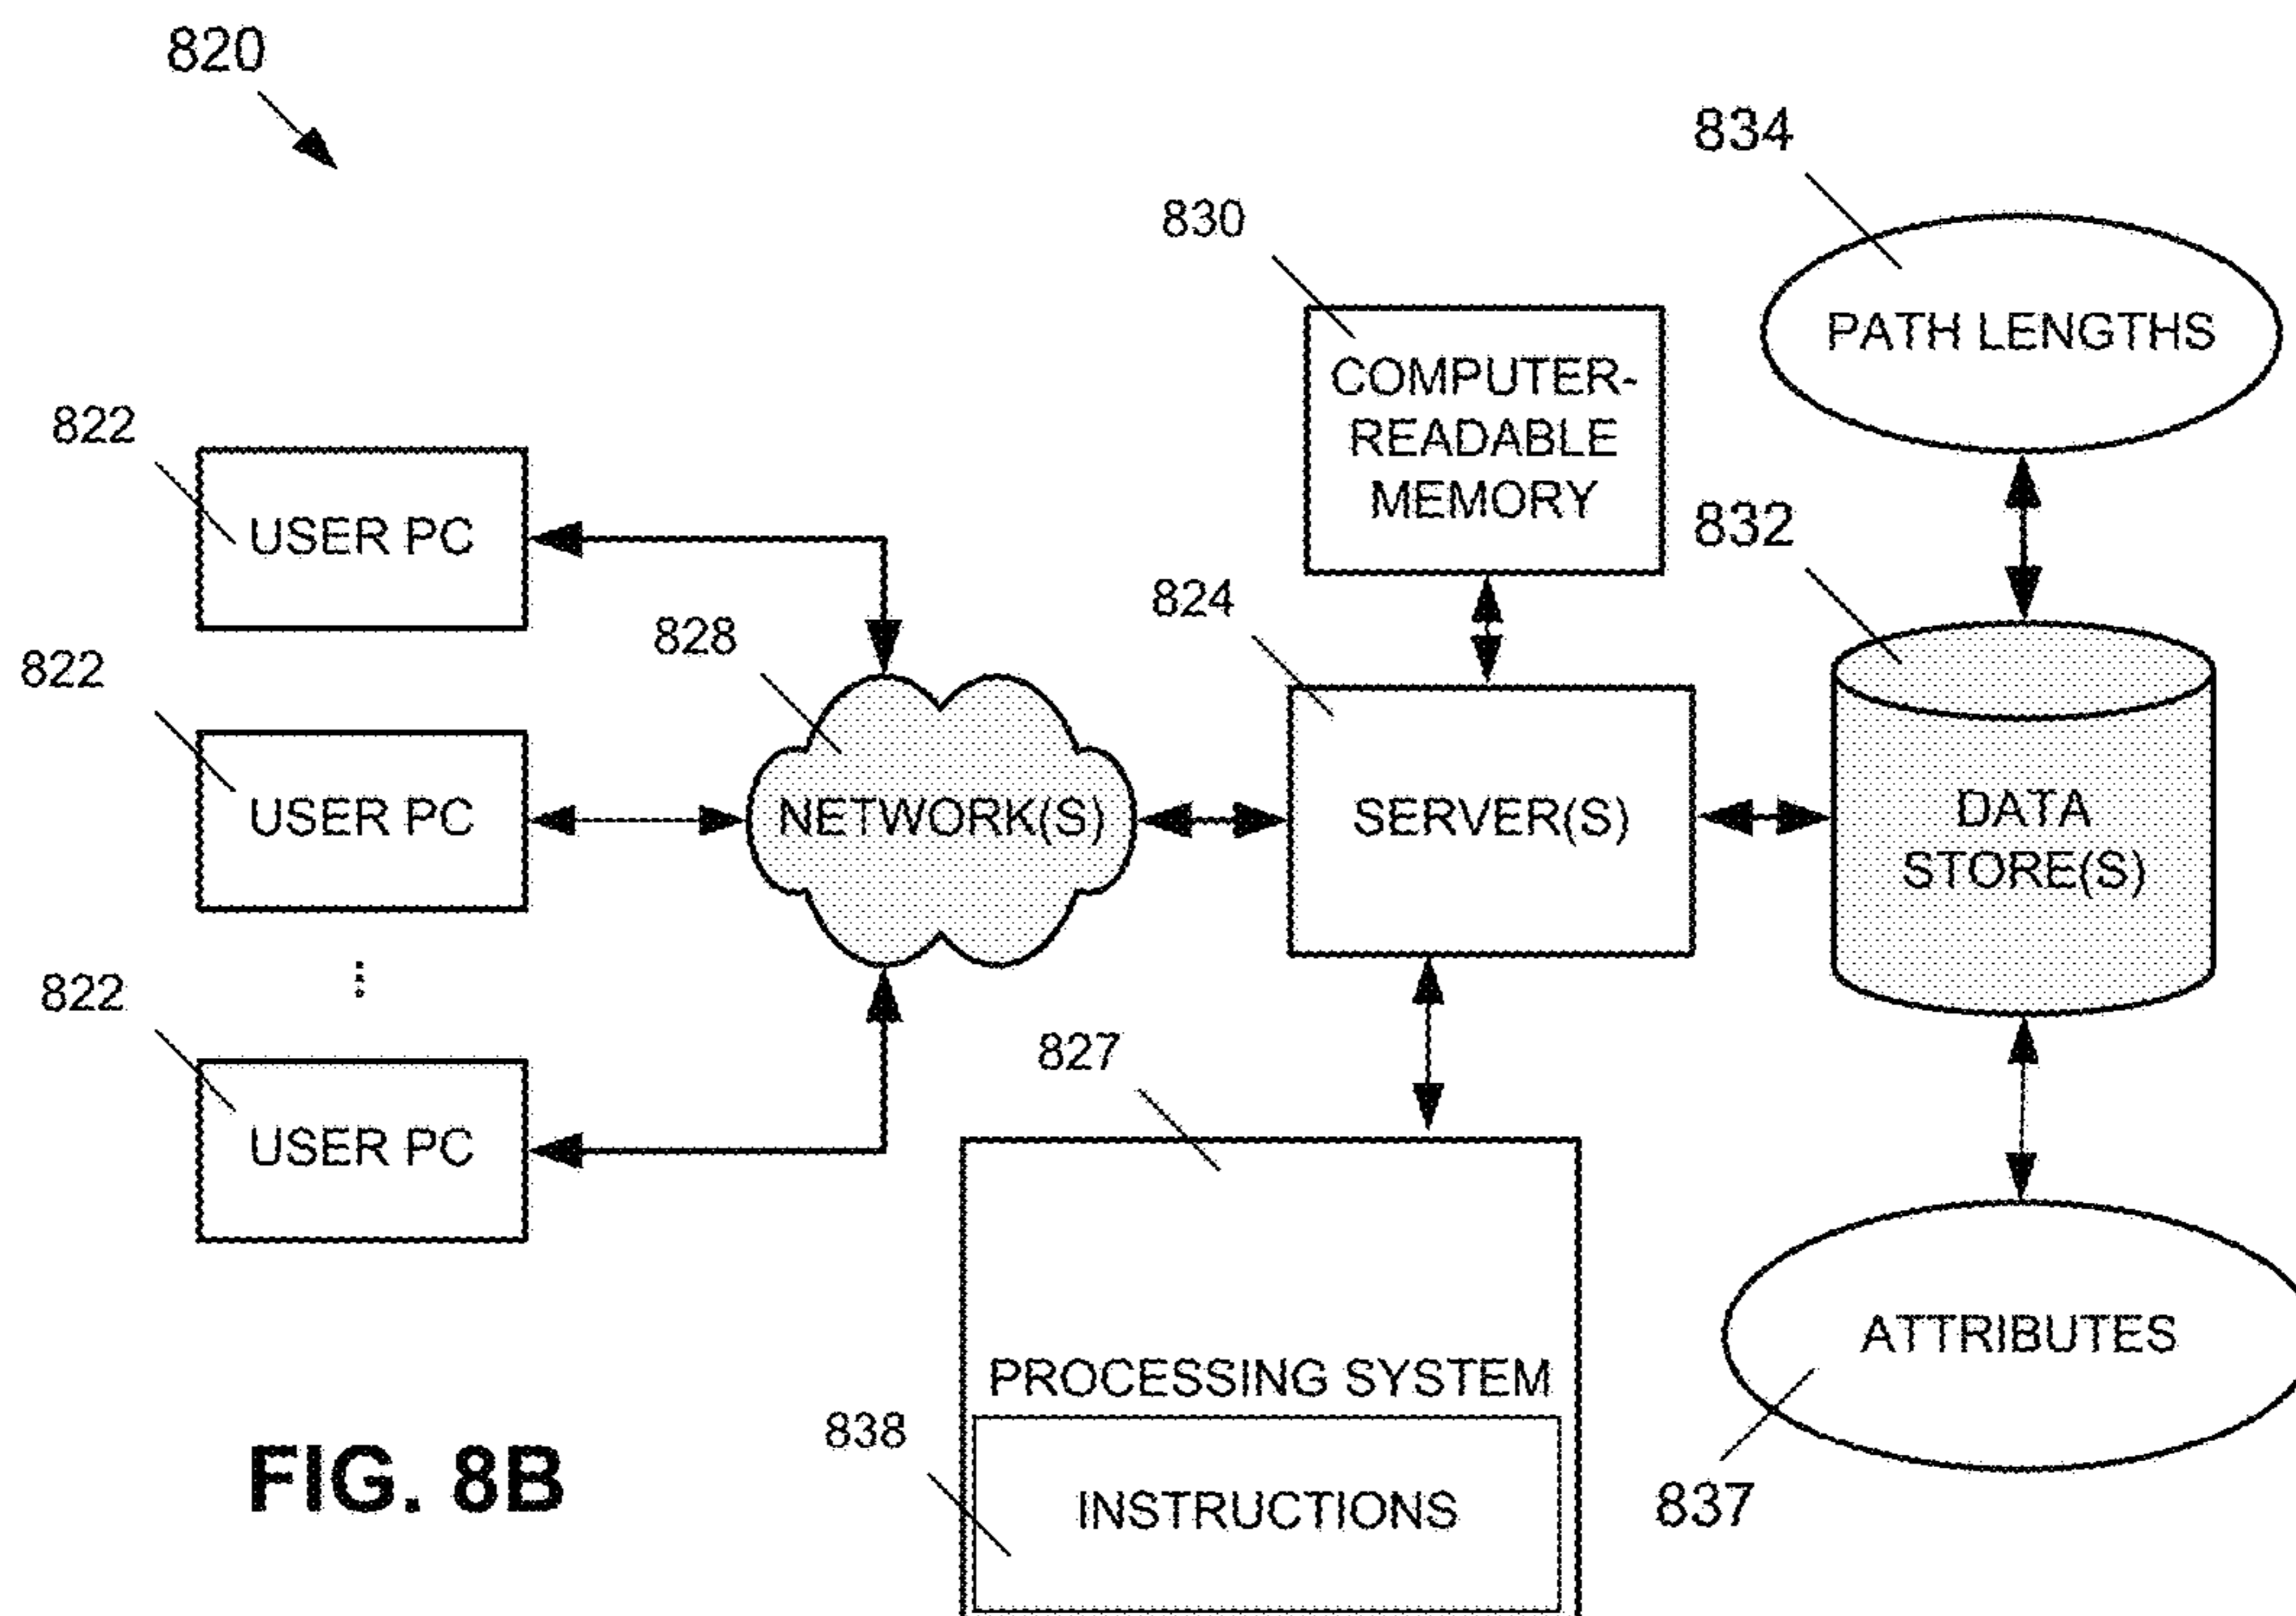 820
834
830
PATH LENGTHS
COMPUTER-
READABLE
MEMORY
822
USER PC
832
824
828
822
USER PC
NETWORK(S)
SERVER(S)
DATA
STORE(S)
⋮
822
USER PC
827
PROCESSING SYSTEM
838
INSTRUCTIONS
ATTRIBUTES
837
FIG. 8B